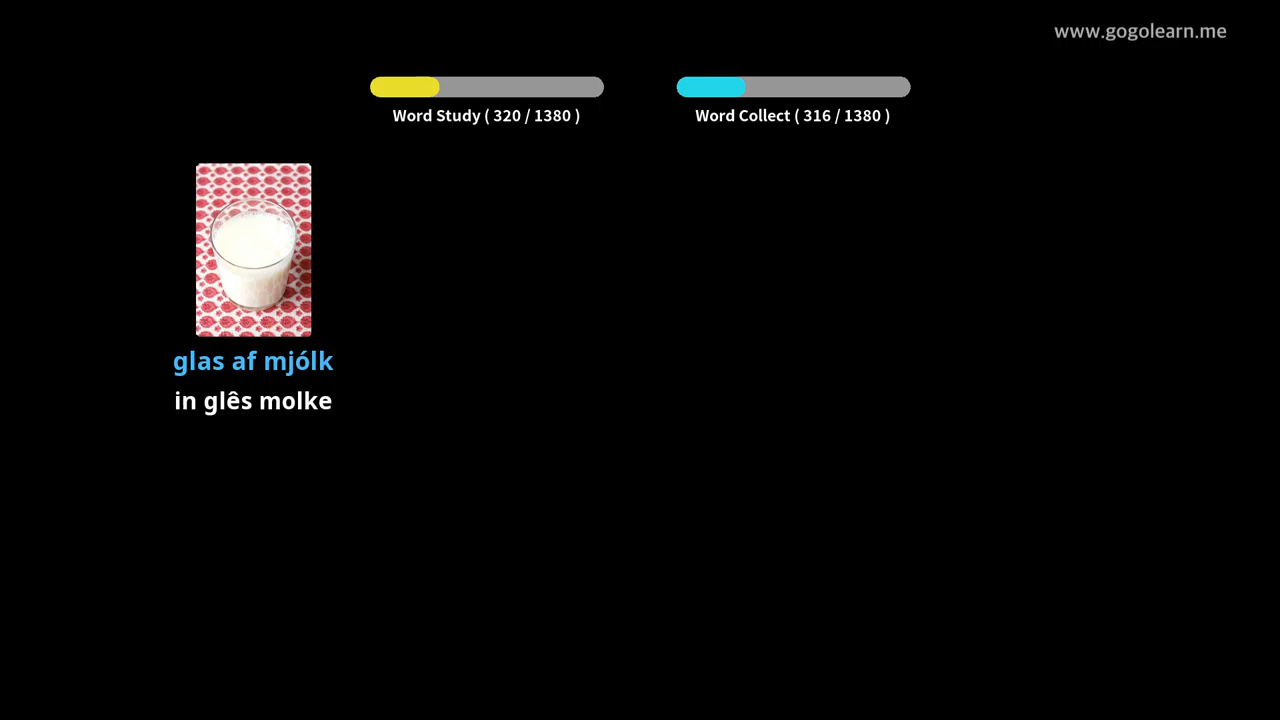 www.gogolearn.me
Word Study ( 320 / 1380 )
Word Collect ( 316 / 1380 )
glas af mjólk
in glês molke